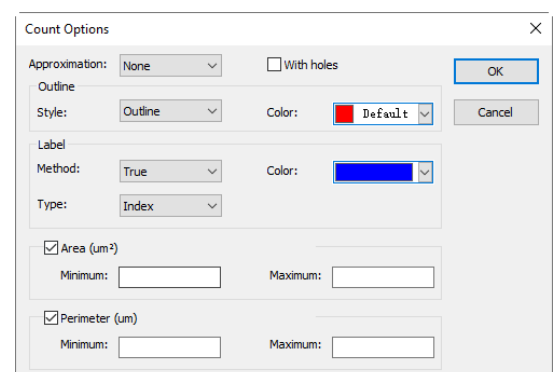 Count Options
Approximation: None With holes OK
Outline
Style: Outline Color: Default Cancel
Label
Method: True Color:
Type: Index
Area (um²)
Minimum: Maximum:
Perimeter (um)
Minimum: Maximum: